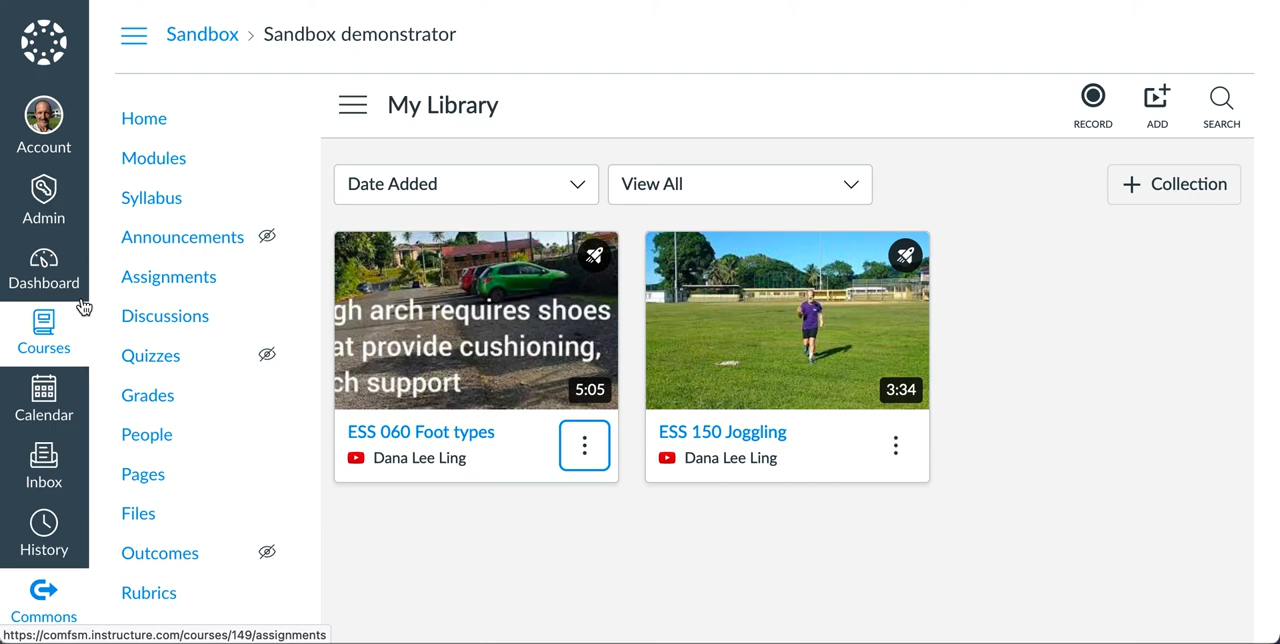 Sandbox > Sandbox demonstrator
Account
Admin
Dashboard
Courses
Calendar
Inbox
History
Commons
Home
Modules
Syllabus
Announcements
Assignments
Discussions
Quizzes
Grades
People
Pages
Files
Outcomes
Rubrics
My Library
RECORD
ADD
SEARCH
Date Added
View All
+ Collection
gh arch requires shoes
at provide cushioning,
ch support
5:05
ESS 060 Foot types
Dana Lee Ling
3:34
ESS 150 Joggling
Dana Lee Ling
https://comfsm.instructure.com/courses/149/assignments